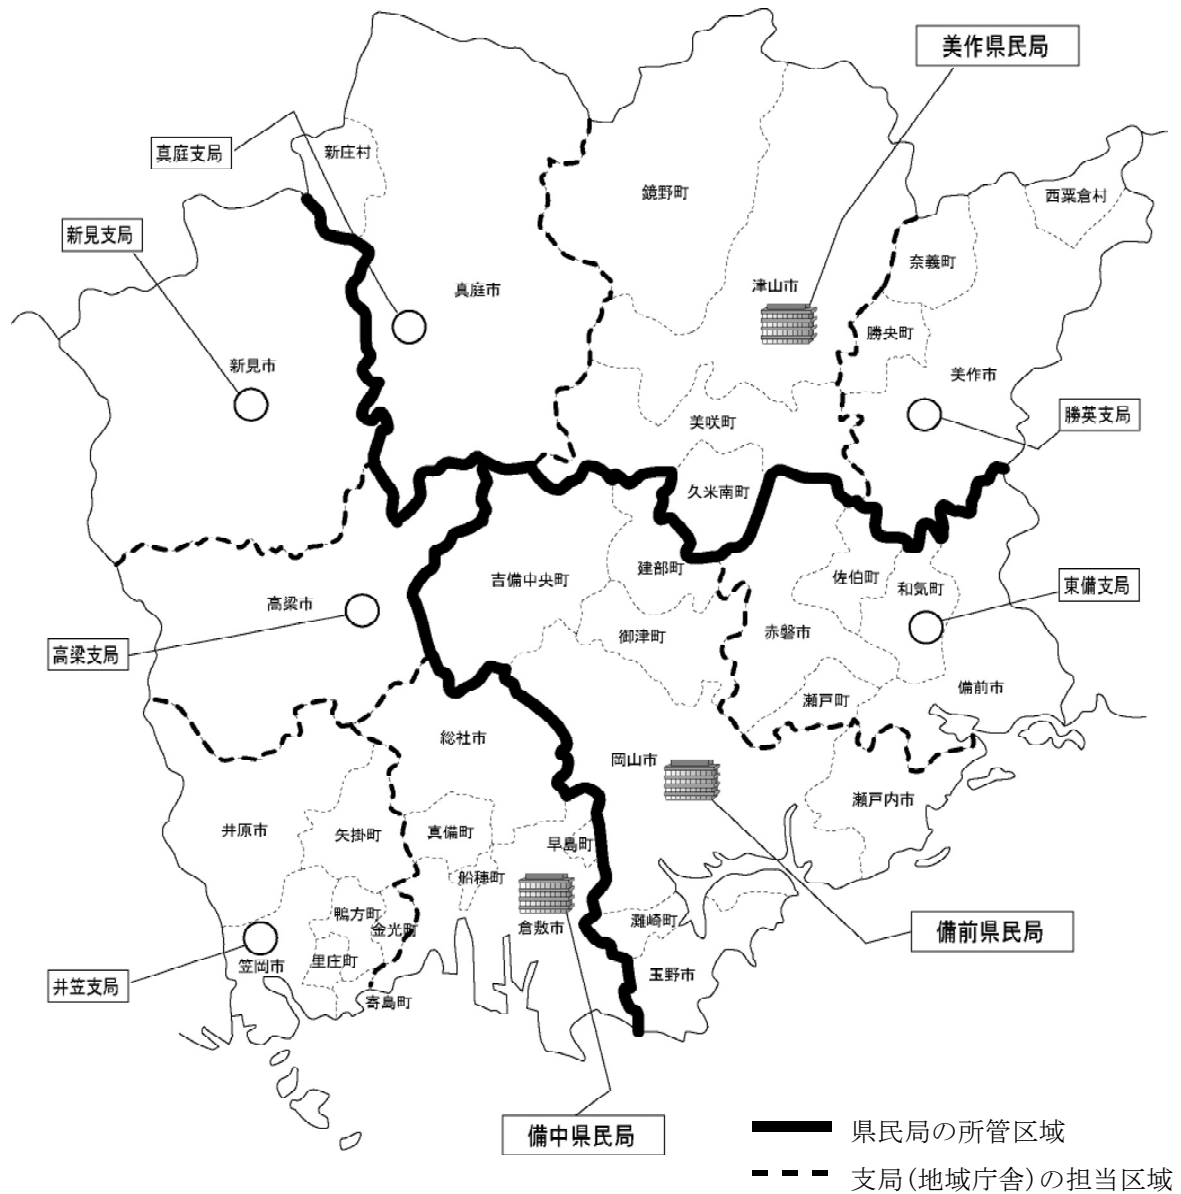 美作県民局
真庭支局
新庄村
鏡野町
西粟倉村
新見支局
奈義町
真庭市
津山市
勝央町
新見市
美作市
美咲町
勝英支局
久米南町
吉備中央町
建部町
佐伯町
和気町
東備支局
高梁市
御津町
赤磐市
高梁支局
瀬戸町
備前市
総社市
岡山市
瀬戸内市
井原市
矢掛町
真備町
早島町
船穂町
鴨方町
金光町
倉敷市
灘崎町
備前県民局
笠岡市
里庄町
玉野市
井笠支局
寄島町
備中県民局
県民局の所管区域
支局(地域庁舎)の担当区域